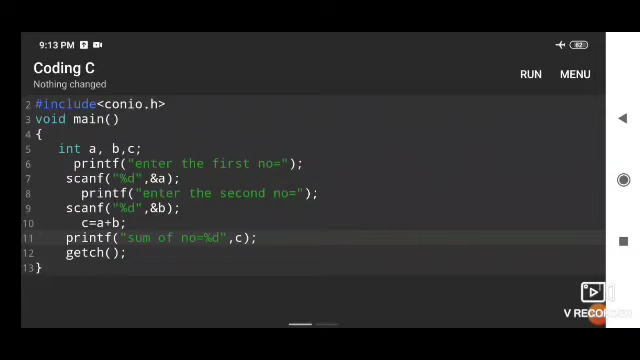 9:13 PM
62
Coding C
Nothing changed
RUN MENU
2 #include<conio.h>
3 void main()
4 {
5 int a, b,c;
6 printf("enter the first no=");
7 scanf("%d",&a);
8 printf("enter the second no=");
9 scanf("%d",&b);
10 c=a+b;
11 printf("sum of no=%d",c);
12 getch();
13 }
V RECORDER